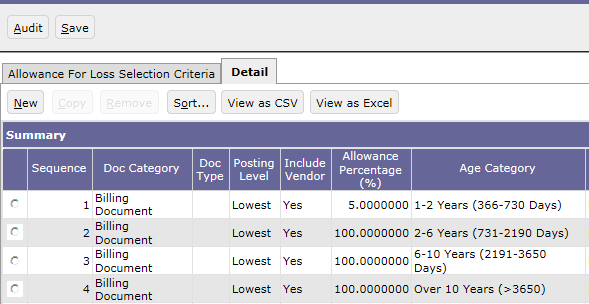 Audit Save
Allowance For Loss Selection Criteria Detail
New Copy Remove Sort... View as CSV View as Excel
Summary
Sequence Doc Category Doc Type Posting Level Include Vendor Allowance Percentage (%) Age Category
1 Billing Document Lowest Yes 5.0000000 1-2 Years (366-730 Days)
2 Billing Document Lowest Yes 100.0000000 2-6 Years (731-2190 Days)
3 Billing Document Lowest Yes 100.0000000 6-10 Years (2191-3650 Days)
4 Billing Document Lowest Yes 100.0000000 Over 10 Years (>3650)